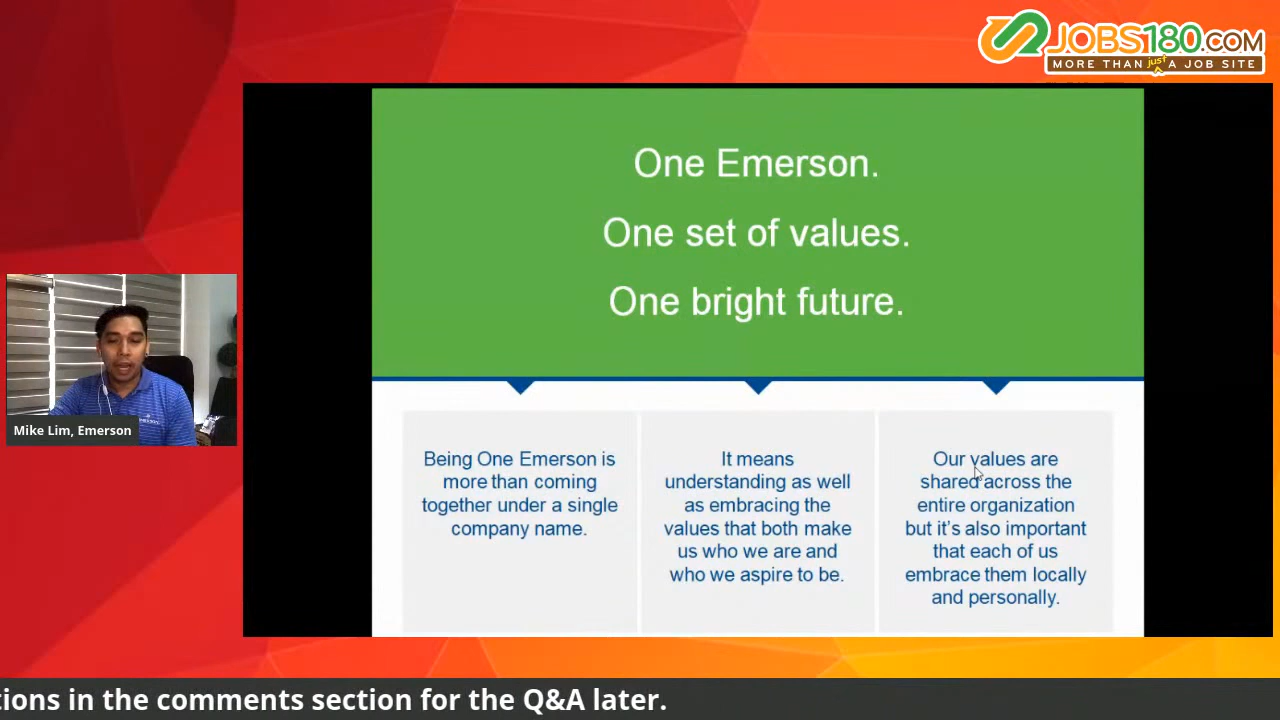 JOBS180.COM
MORE THAN just A JOB SITE
One Emerson.
One set of values.
One bright future.
Being One Emerson is
more than coming
together under a single
company name.
It means
understanding as well
as embracing the
values that both make
us who we are and
who we aspire to be.
Our values are
shared across the
entire organization
but it's also important
that each of us
embrace them locally
and personally.
Mike Lim, Emerson
tions in the comments section for the Q&A later.